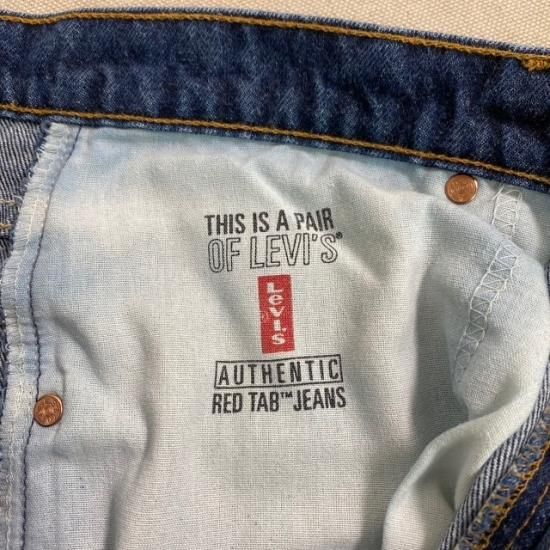 THIS IS A PAIR
OF LEVI'S®
Levi's®
AUTHENTIC
RED TAB™ JEANS